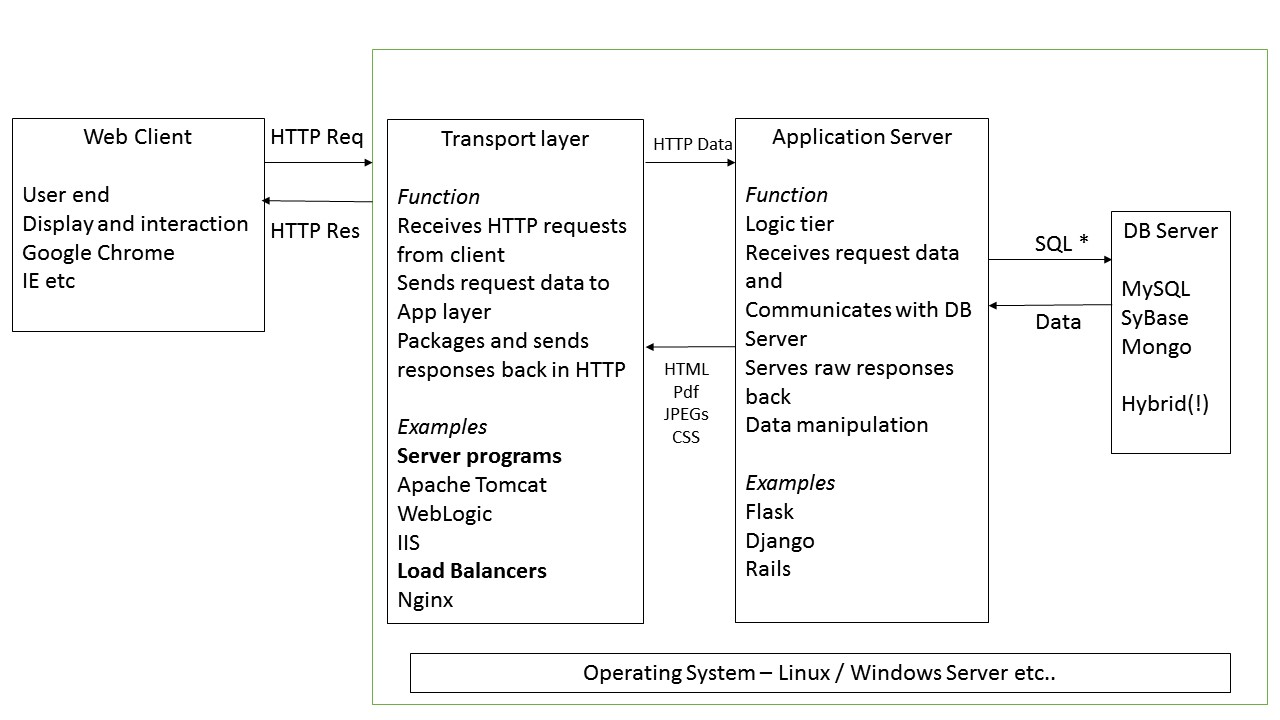 Web Client
User end
Display and interaction
Google Chrome
IE etc
HTTP Req
HTTP Res
Transport layer
Function
Receives HTTP requests
from client
Sends request data to
App layer
Packages and sends
responses back in HTTP
Examples
Server programs
Apache Tomcat
WebLogic
IIS
Load Balancers
Nginx
HTTP Data
HTML
Pdf
JPEGs
CSS
Application Server
Function
Logic tier
Receives request data
and
Communicates with DB
Server
Serves raw responses
back
Data manipulation
Examples
Flask
Django
Rails
SQL *
Data
DB Server
MySQL
SyBase
Mongo
Hybrid(!)
Operating System – Linux / Windows Server etc..